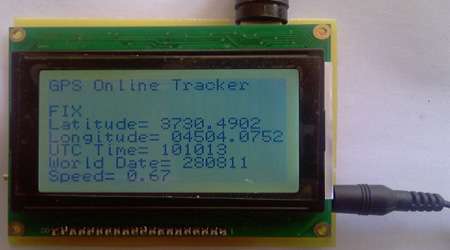 GPS Online Tracker
FIX
Latitude= 3730.4902
Longitude= 04504.0752
UTC Time= 101013
World Date= 280811
Speed= 0.67